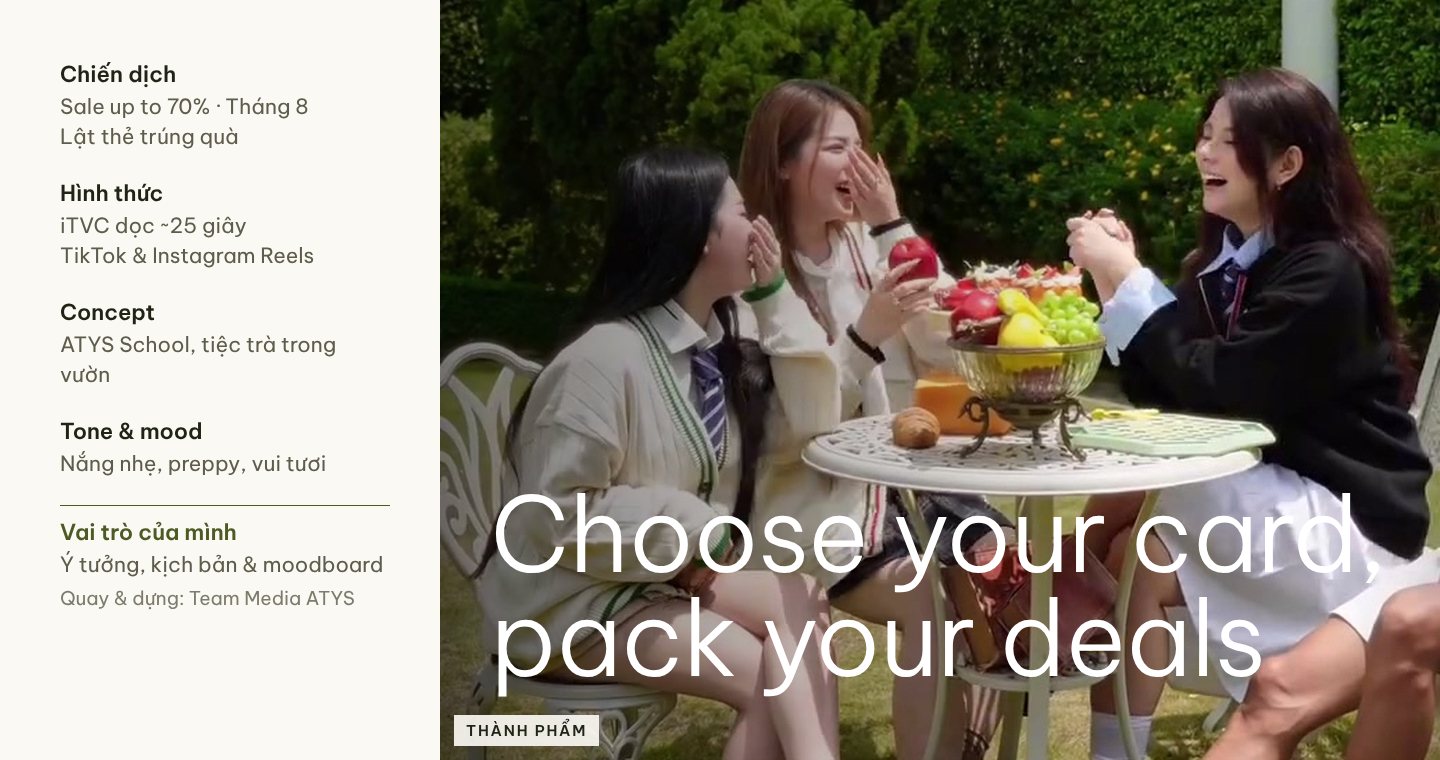 Chiến dịch
Sale up to 70% · Tháng 8
Lật thẻ trúng quà
Hình thức
iTVC dọc ~25 giây
TikTok & Instagram Reels
Concept
ATYS School, tiệc trà trong
vườn
Tone & mood
Nắng nhẹ, preppy, vui tươi
Vai trò của mình
Ý tưởng, kịch bản & moodboard
Quay & dựng: Team Media ATYS
Choose your card,
pack your deals
THÀNH PHẨM